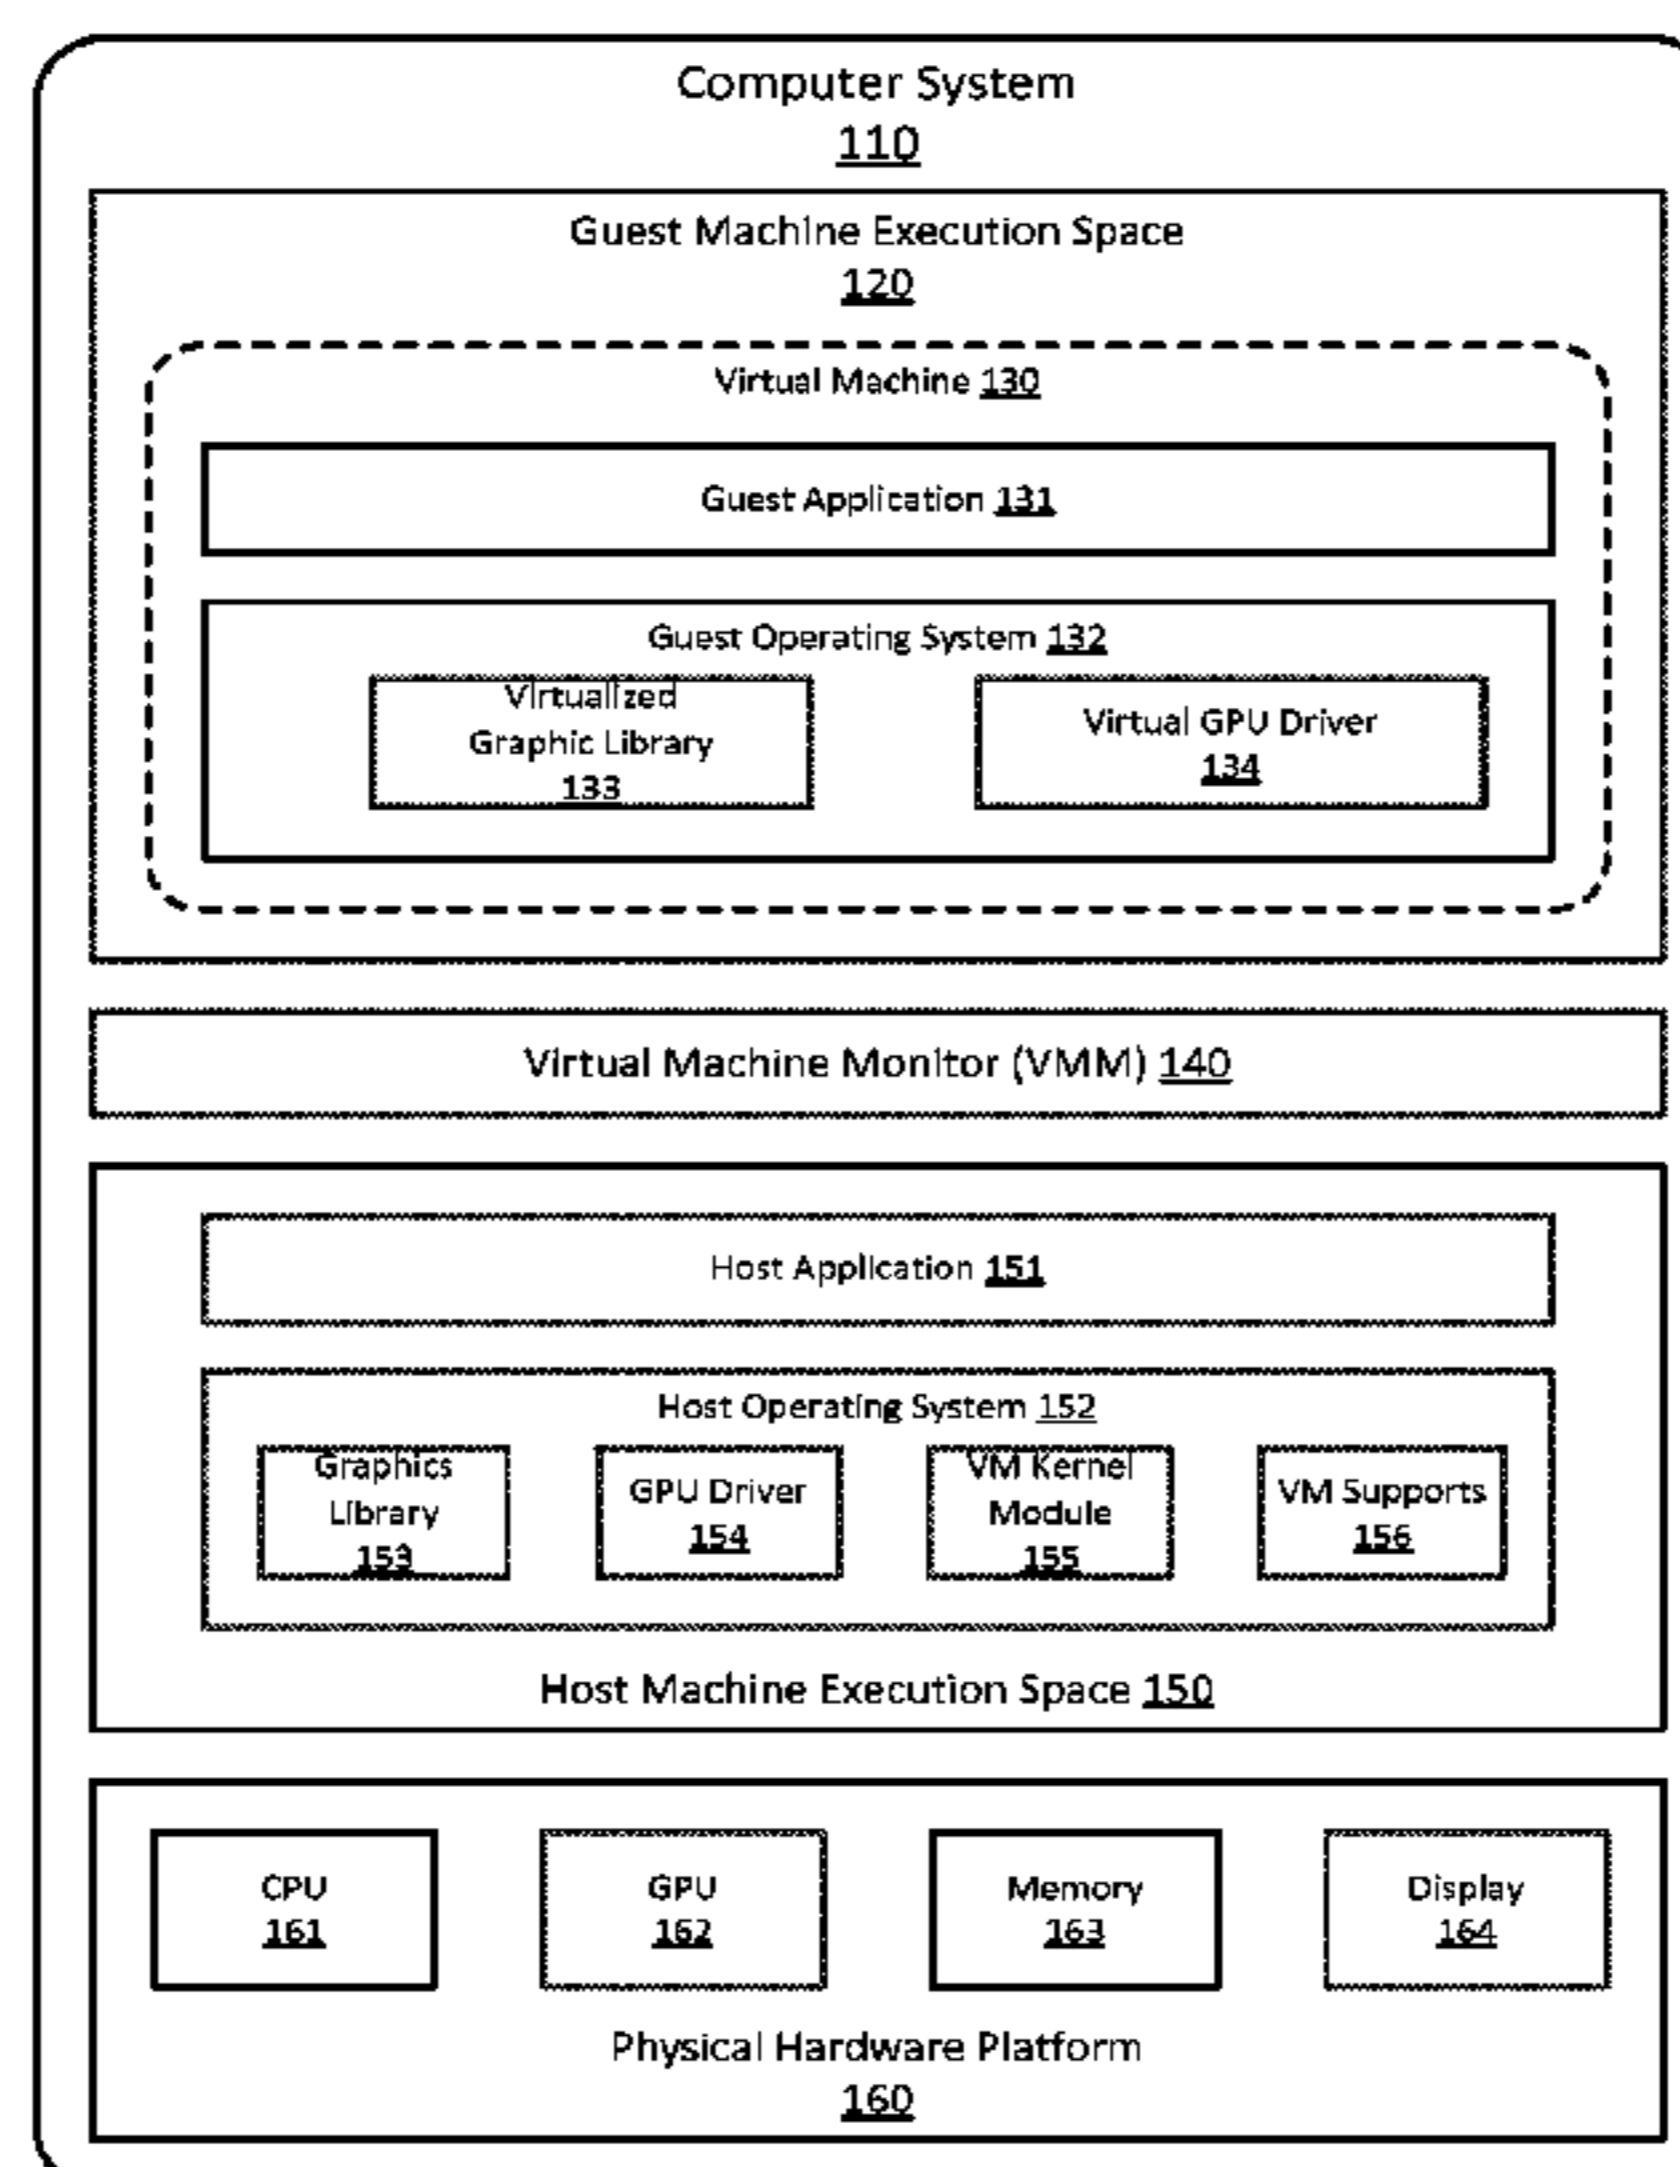 Computer System
110
Guest Machine Execution Space
120
Virtual Machine 130
Guest Application 131
Guest Operating System 132
Virtualized
Graphic Library
133
Virtual GPU Driver
134
Virtual Machine Monitor (VMM) 140
Host Application 151
Host Operating System 152
Graphics
Library
153
GPU Driver
154
VM Kernel
Module
155
VM Supports
156
Host Machine Execution Space 150
CPU
161
GPU
162
Memory
163
Display
164
Physical Hardware Platform
160